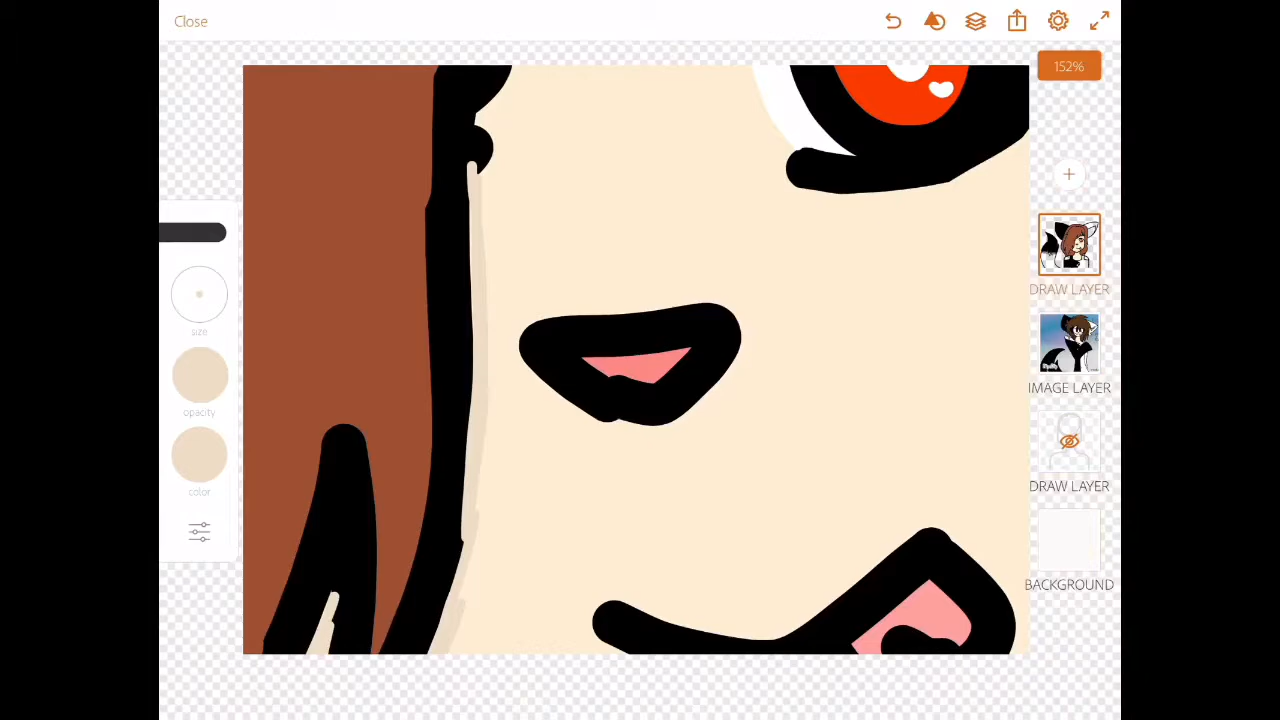 Close
152%
size
opacity
color
DRAW LAYER
IMAGE LAYER
DRAW LAYER
BACKGROUND